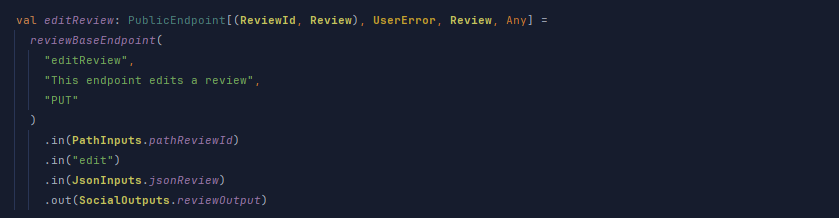 val editReview: PublicEndpoint[(ReviewId, Review), UserError, Review, Any] =
  reviewBaseEndpoint(
    "editReview",
    "This endpoint edits a review",
    "PUT"
  )
    .in(PathInputs.pathReviewId)
    .in("edit")
    .in(JsonInputs.jsonReview)
    .out(SocialOutputs.reviewOutput)